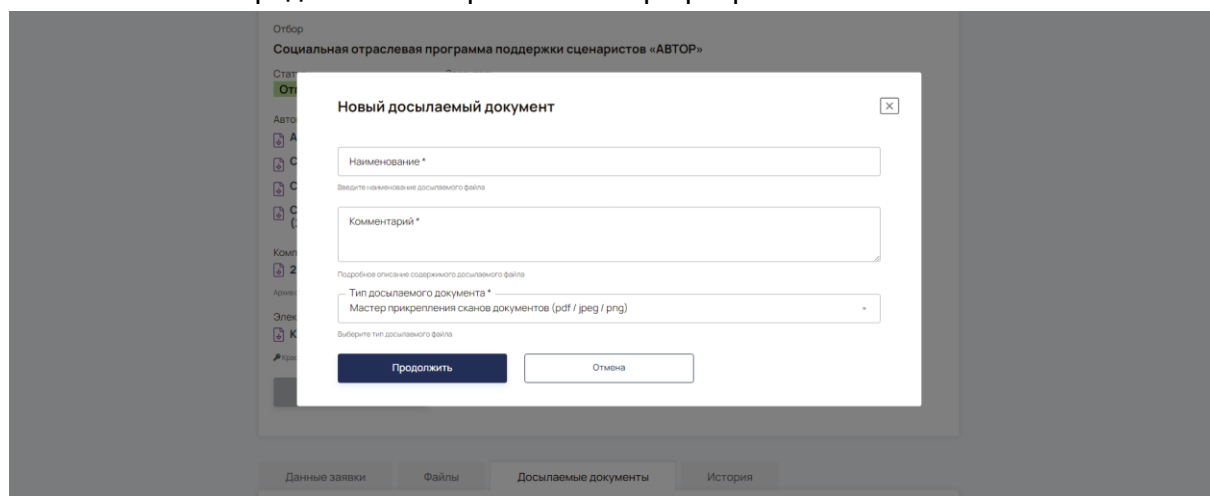 Отбор
Социальная отраслевая программа поддержки сценаристов «АВТОР»
Новый досылаемый документ
Наименование *
Введите наименование досылаемого файла
Комментарий *
Подробное описание содержимого досылаемого файла
Тип досылаемого документа *
Мастер прикрепления сканов документов (pdf / jpeg / png)
Выберите тип досылаемого файла
Продолжить
Отмена
Данные заявки
Файлы
Досылаемые документы
История